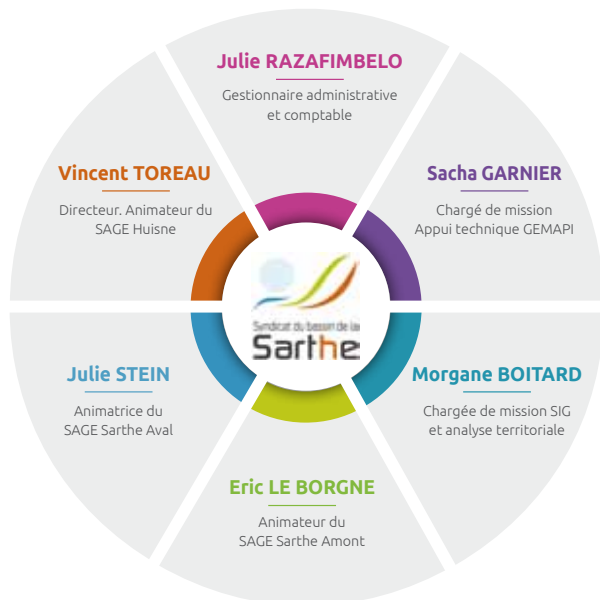 Julie RAZAFIMBELO
Gestionnaire administrative
et comptable
Vincent TOREAU
Directeur. Animateur du
SAGE Huisne
Sacha GARNIER
Chargé de mission
Appui technique GEMAPI
Syndicat du bassin de la
Sarthe
Julie STEIN
Animatrice du
SAGE Sarthe Aval
Morgane BOITARD
Chargée de mission SIG
et analyse territoriale
Eric LE BORGNE
Animateur du
SAGE Sarthe Amont